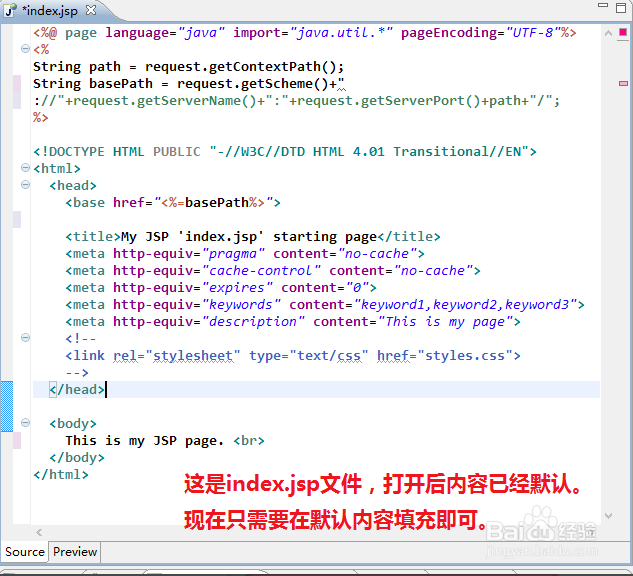 *index.jsp
<%@ page language="java" import="java.util.*" pageEncoding="UTF-8"%>
<%
String path = request.getContextPath();
String basePath = request.getScheme()+"
://"+request.getServerName()+":"+request.getServerPort()+path+"/";
%>
<!DOCTYPE HTML PUBLIC "-//W3C//DTD HTML 4.01 Transitional//EN">
<html>
<head>
<base href="<%=basePath%>">
<title>My JSP 'index.jsp' starting page</title>
<meta http-equiv="pragma" content="no-cache">
<meta http-equiv="cache-control" content="no-cache">
<meta http-equiv="expires" content="0">
<meta http-equiv="keywords" content="keyword1,keyword2,keyword3">
<meta http-equiv="description" content="This is my page">
<!--
<link rel="stylesheet" type="text/css" href="styles.css">
-->
</head>
<body>
This is my JSP page. <br>
</body>
</html>
这是index.jsp文件，打开后内容已经默认。
现在只需要在默认内容填充即可。
Baidu经验
jingyan.baidu.com
Source
Preview